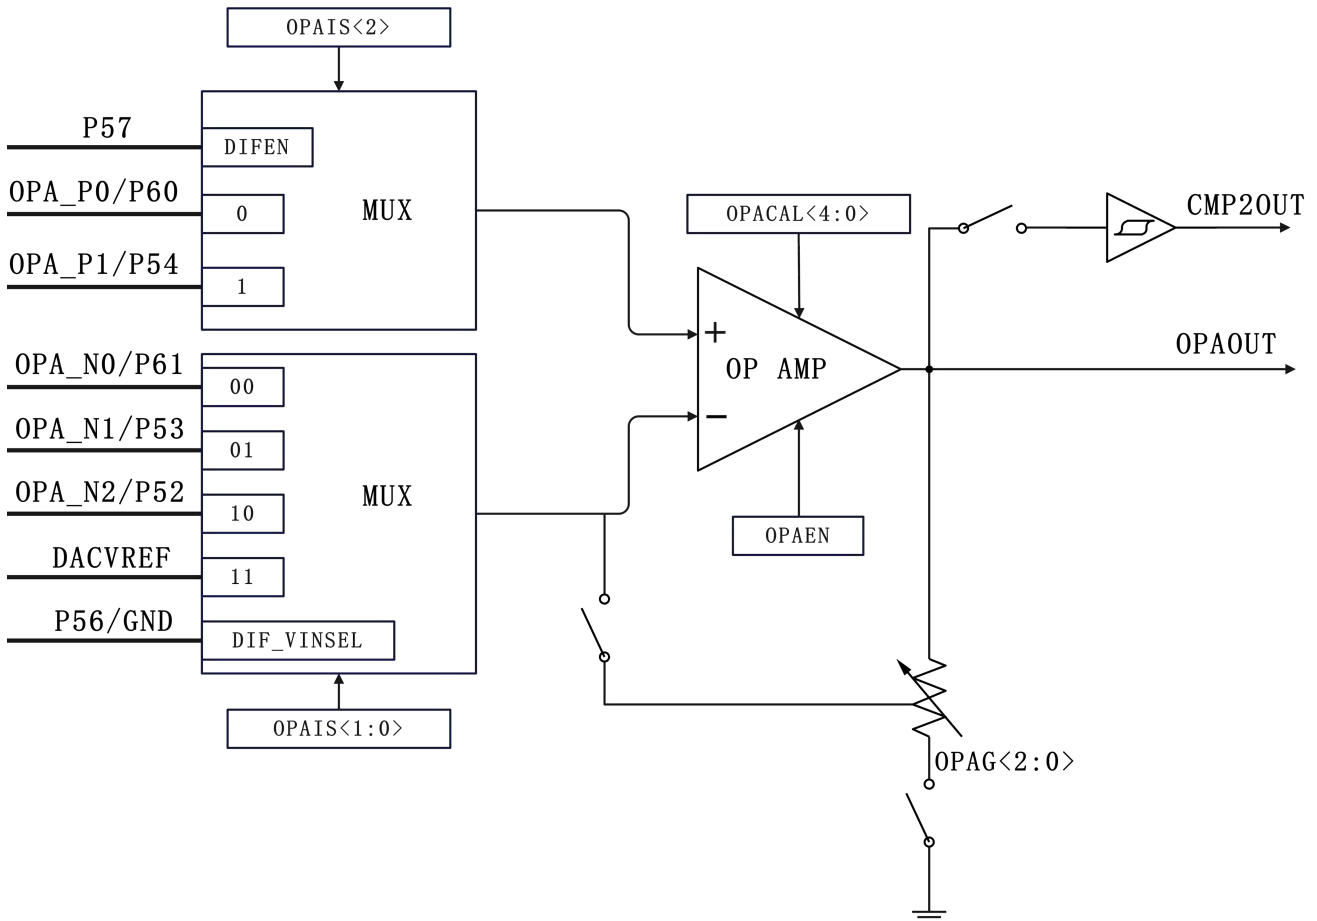 OPAIS<2>
P57
DIFEN
OPA_P0/P60
0
MUX
OPA_P1/P54
1
OPACAL<4:0>
CMP2OUT
+
OP AMP
−
OPAOUT
OPA_N0/P61
00
OPA_N1/P53
01
OPA_N2/P52
10
MUX
DACVREF
11
OPAEN
P56/GND
DIF_VINSEL
OPAIS<1:0>
OPAG<2:0>